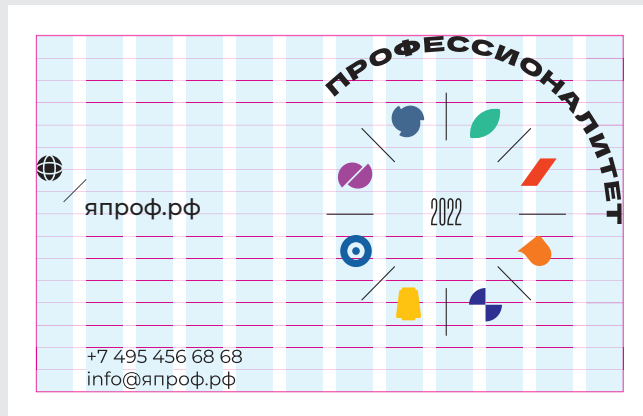 ПРОФЕССИОНАЛИТЕТ
япроф.рф
2022
+7 495 456 68 68
info@япроф.рф